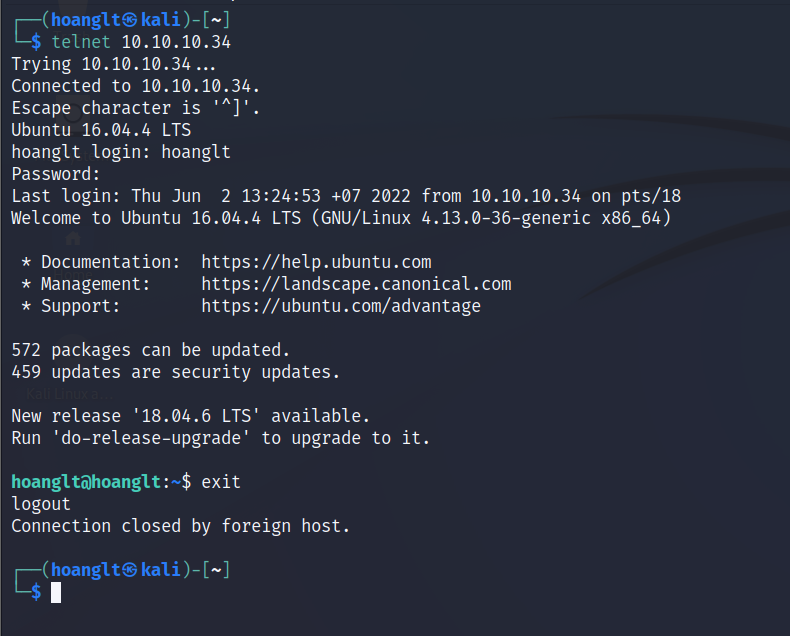 ┌──(hoanglt㉿kali)-[~]
└─$ telnet 10.10.10.34
Trying 10.10.10.34...
Connected to 10.10.10.34.
Escape character is '^]'.
Ubuntu 16.04.4 LTS
hoanglt login: hoanglt
Password:
Last login: Thu Jun  2 13:24:53 +07 2022 from 10.10.10.34 on pts/18
Welcome to Ubuntu 16.04.4 LTS (GNU/Linux 4.13.0-36-generic x86_64)
 * Documentation:  https://help.ubuntu.com
 * Management:     https://landscape.canonical.com
 * Support:        https://ubuntu.com/advantage
572 packages can be updated.
459 updates are security updates.
New release '18.04.6 LTS' available.
Run 'do-release-upgrade' to upgrade to it.
hoanglt@hoanglt:~$ exit
logout
Connection closed by foreign host.
┌──(hoanglt㉿kali)-[~]
└─$